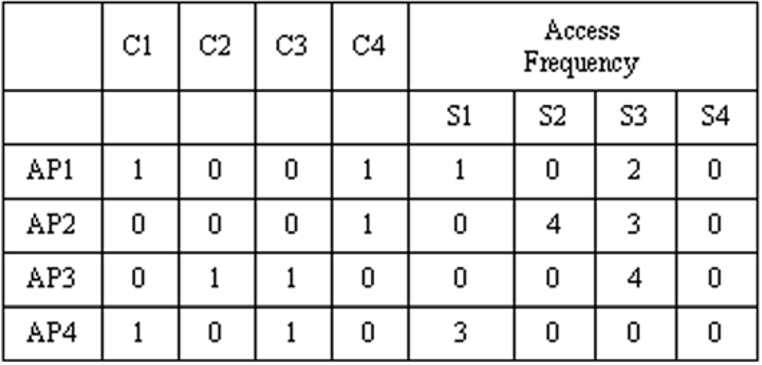 C1 C2 C3 C4 Access
Frequency
S1 S2 S3 S4
AP1 1 0 0 1 1 0 2 0
AP2 0 0 0 1 0 4 3 0
AP3 0 1 1 0 0 0 4 0
AP4 1 0 1 0 3 0 0 0